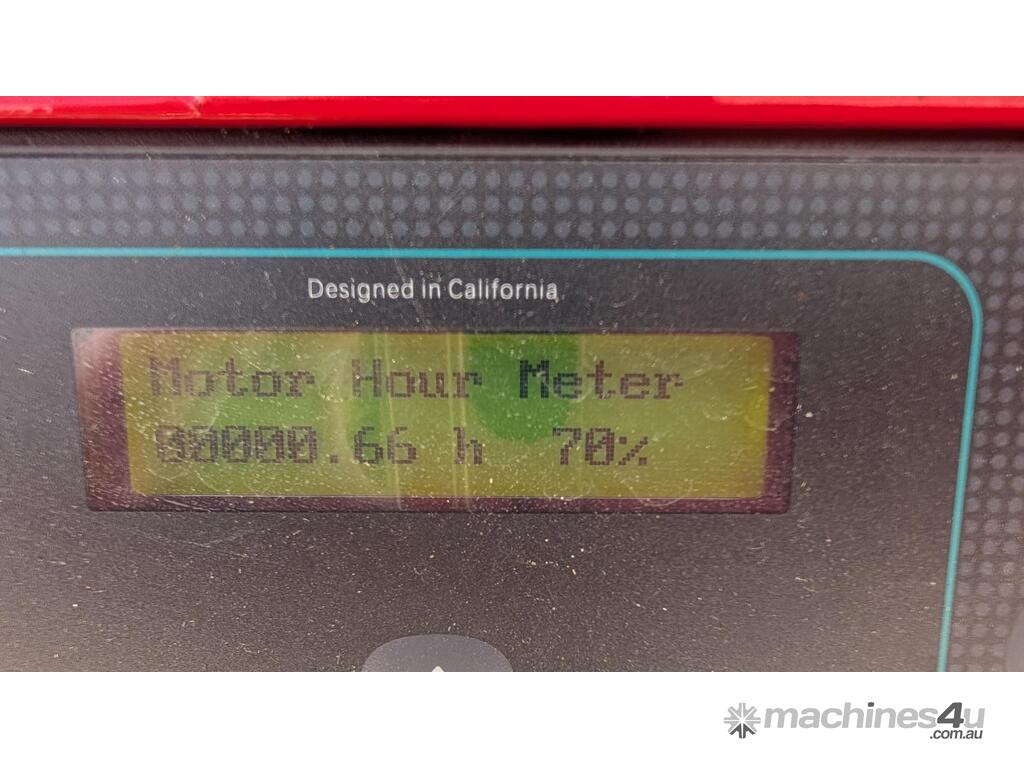 Designed in California
Motor Hour Meter
00000.66 h 70%
machines4u
.com.au